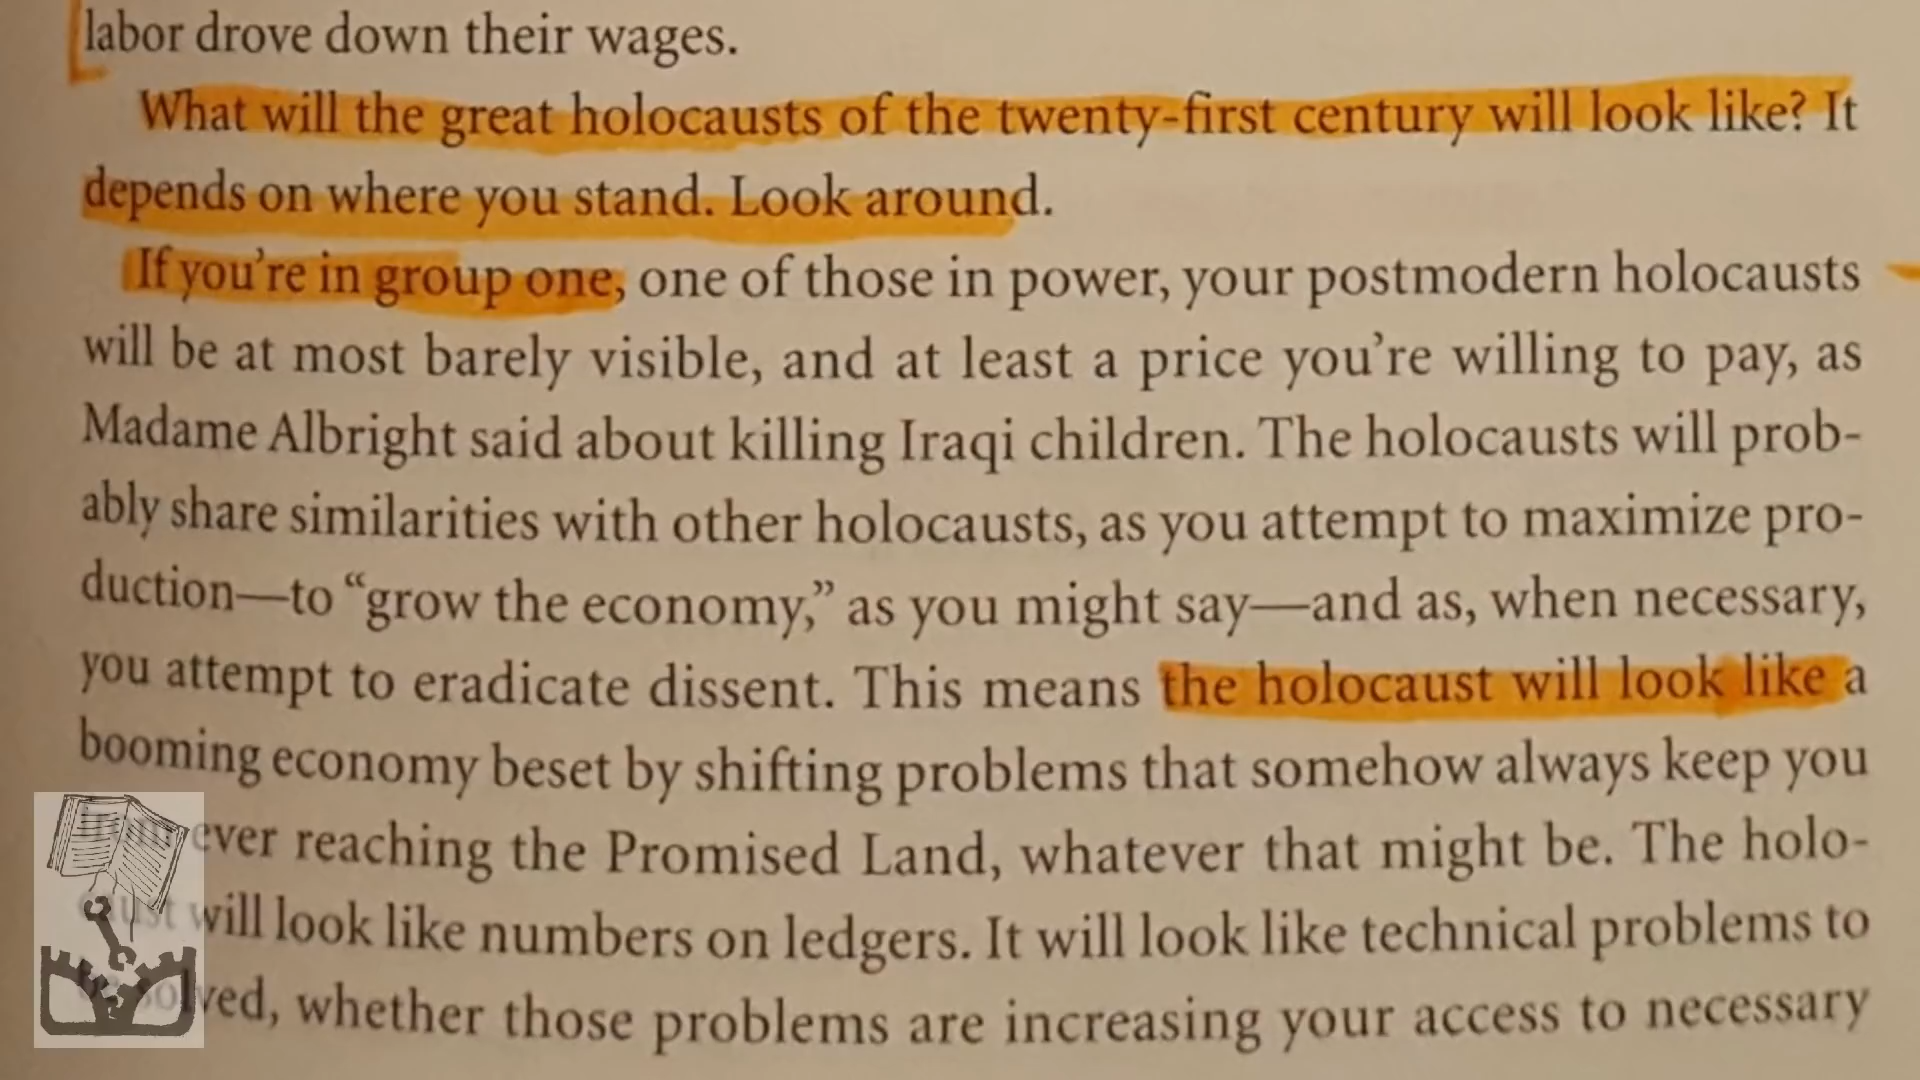 labor drove down their wages.
What will the great holocausts of the twenty-first century will look like? It
depends on where you stand. Look around.
If you're in group one, one of those in power, your postmodern holocausts
will be at most barely visible, and at least a price you're willing to pay, as
Madame Albright said about killing Iraqi children. The holocausts will prob-
ably share similarities with other holocausts, as you attempt to maximize pro-
duction—to “grow the economy,” as you might say—and as, when necessary,
you attempt to eradicate dissent. This means the holocaust will look like a
booming economy beset by shifting problems that somehow always keep you
ever reaching the Promised Land, whatever that might be. The holo-
caust will look like numbers on ledgers. It will look like technical problems to
be solved, whether those problems are increasing your access to necessary